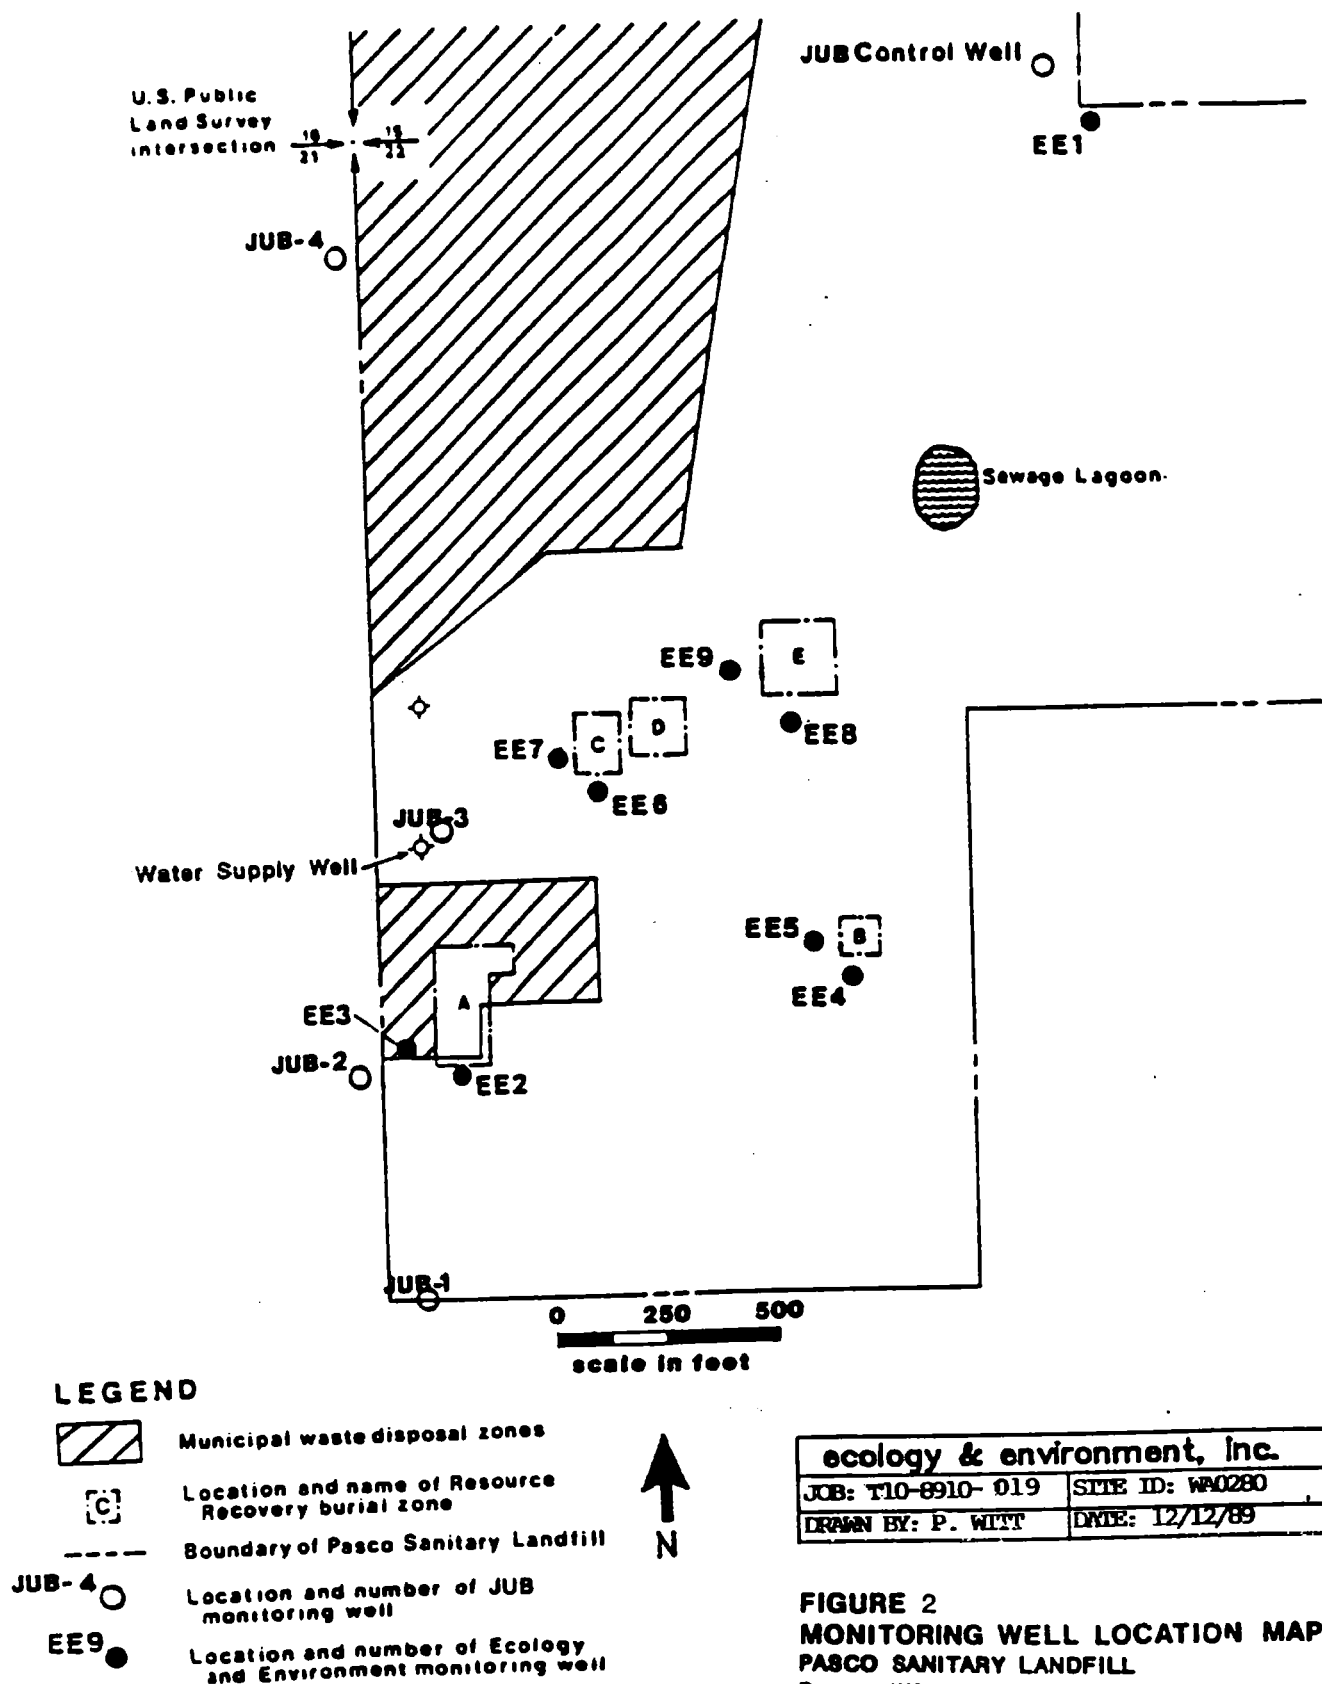 JUB Control Well
U.S. Public
Land Survey
intersection
16
21
15
22
EE1
JUB-4
Sewage Lagoon
EE9
E
EE8
D
C
EE7
EE6
JUB-3
Water Supply Well
EE5
B
EE4
A
EE3
JUB-2
EE2
JUB-1
0 250 500
scale in feet
LEGEND
Municipal waste disposal zones
C
Location and name of Resource
Recovery burial zone
Boundary of Pasco Sanitary Landfill
JUB-4
Location and number of JUB
monitoring well
EE9
Location and number of Ecology
and Environment monitoring well
N
ecology & environment, inc.
JOB: T10-8910-019 SITE ID: WA0280
DRAWN BY: P. WITT DATE: 12/12/89
FIGURE 2
MONITORING WELL LOCATION MAP
PASCO SANITARY LANDFILL